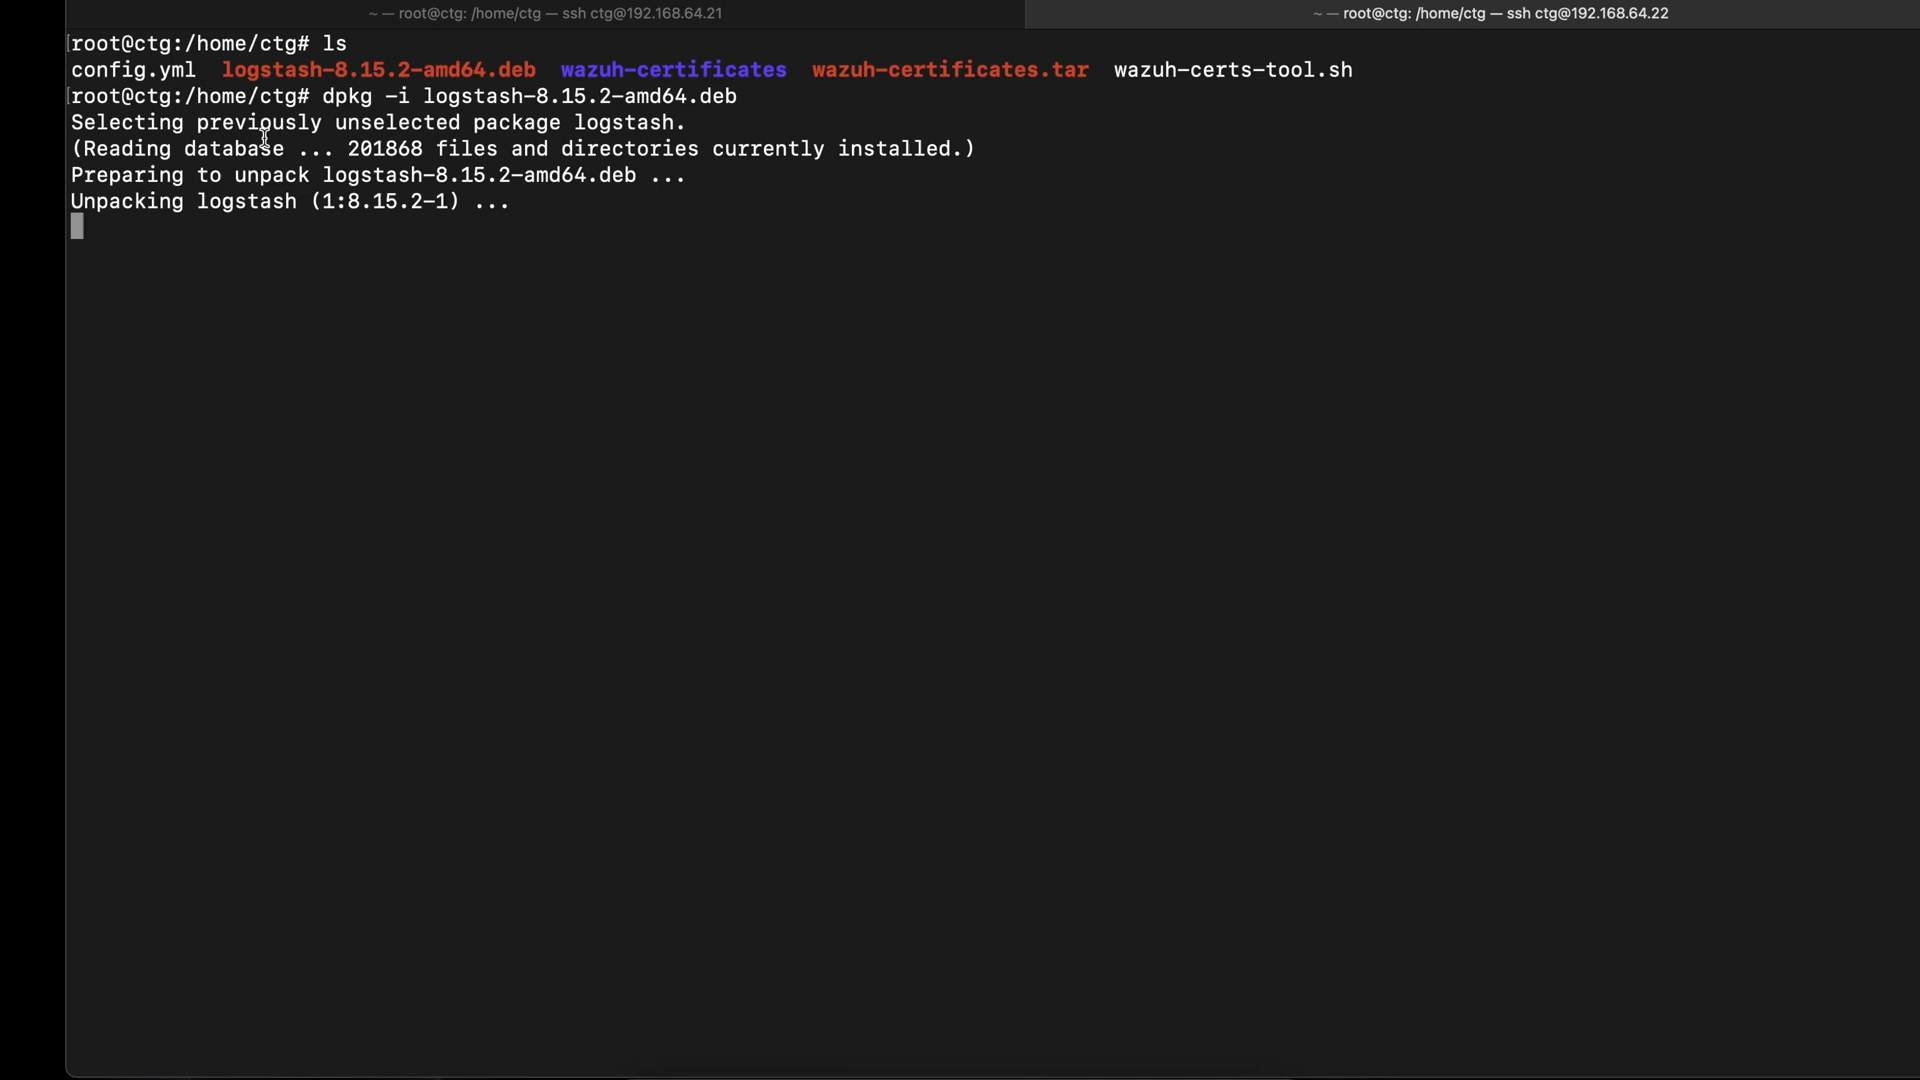 ~ — root@ctg: /home/ctg — ssh ctg@192.168.64.21
~ — root@ctg: /home/ctg — ssh ctg@192.168.64.22
[root@ctg:/home/ctg# ls
config.yml logstash-8.15.2-amd64.deb wazuh-certificates wazuh-certificates.tar wazuh-certs-tool.sh
[root@ctg:/home/ctg# dpkg -i logstash-8.15.2-amd64.deb
Selecting previously unselected package logstash.
(Reading database ... 201868 files and directories currently installed.)
Preparing to unpack logstash-8.15.2-amd64.deb ...
Unpacking logstash (1:8.15.2-1) ...